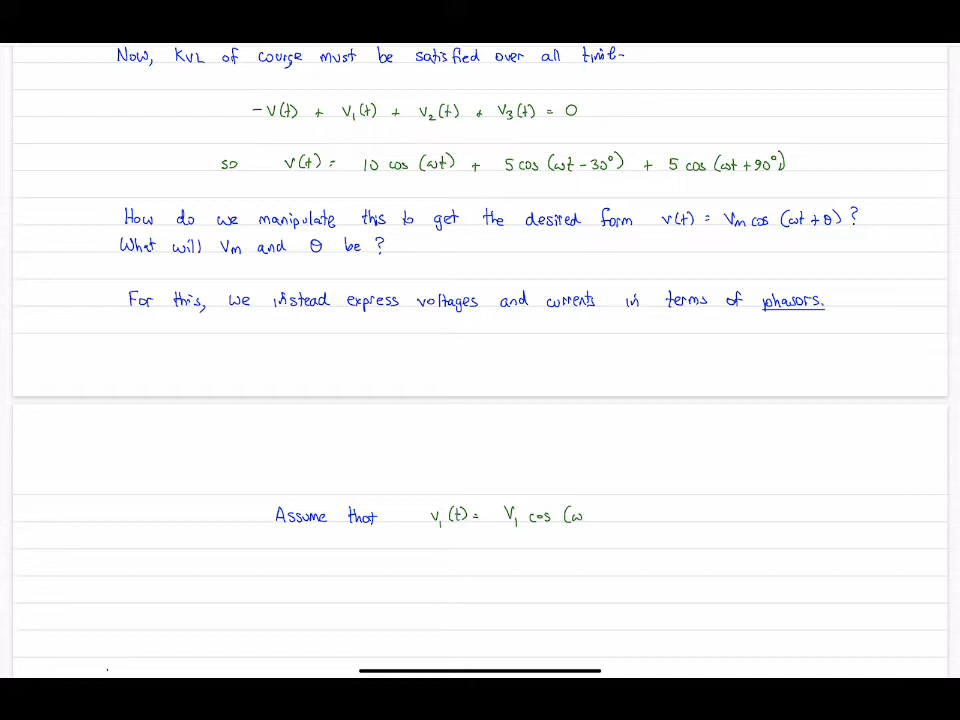 Now, KVL of course must be satisfied over all time.
-v(t) + v₁(t) + v₂(t) + v₃(t) = 0
so v(t) = 10 cos (ωt) + 5 cos (ωt - 30°) + 5 cos (ωt + 90°)
How do we manipulate this to get the desired form v(t) = Vm cos (ωt + θ) ?
What will Vm and θ be ?
For this, we instead express voltages and currents in terms of phasors.
Assume that v₁(t) = V₁ cos (ω